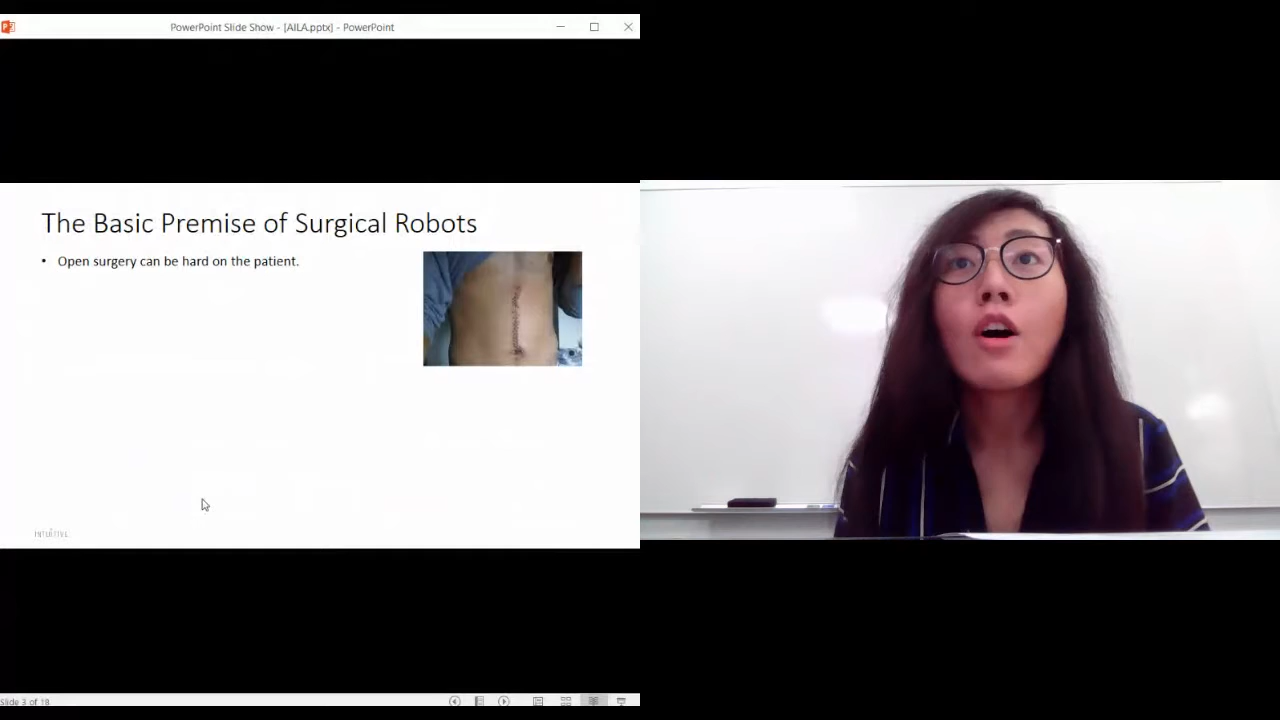 PowerPoint Slide Show - [AILA.pptx] - PowerPoint
The Basic Premise of Surgical Robots
• Open surgery can be hard on the patient.
INTUITIVE
Slide 3 of 18